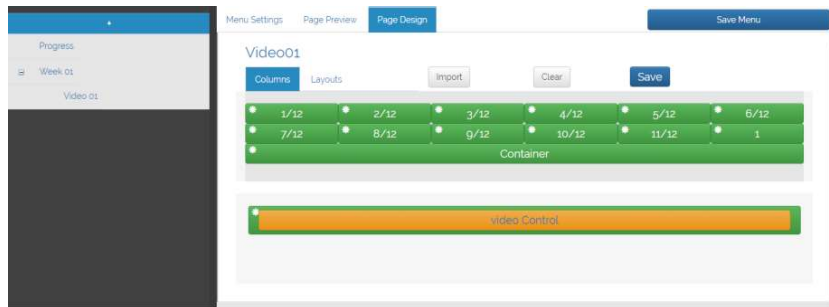 +
Menu Settings Page Preview Page Design Save Menu
Progress
Week 01
Video 01
Video01
Columns Layouts Import Clear Save
1/12 2/12 3/12 4/12 5/12 6/12
7/12 8/12 9/12 10/12 11/12 1
Container
video Control